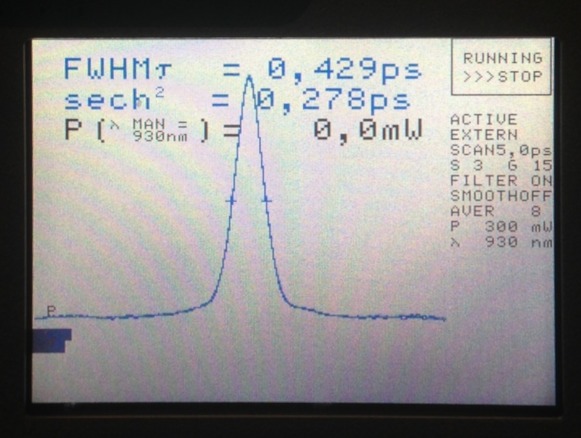 FWHMτ = 0,429ps
sech² = 0,278ps
P (λ MAN = 930nm) = 0,0mW
RUNNING
>>>STOP
ACTIVE
EXTERN
SCAN5,0ps
S 3 G 15
FILTER ON
SMOOTHOFF
AVER 8
P 300 mW
λ 930 nm
P